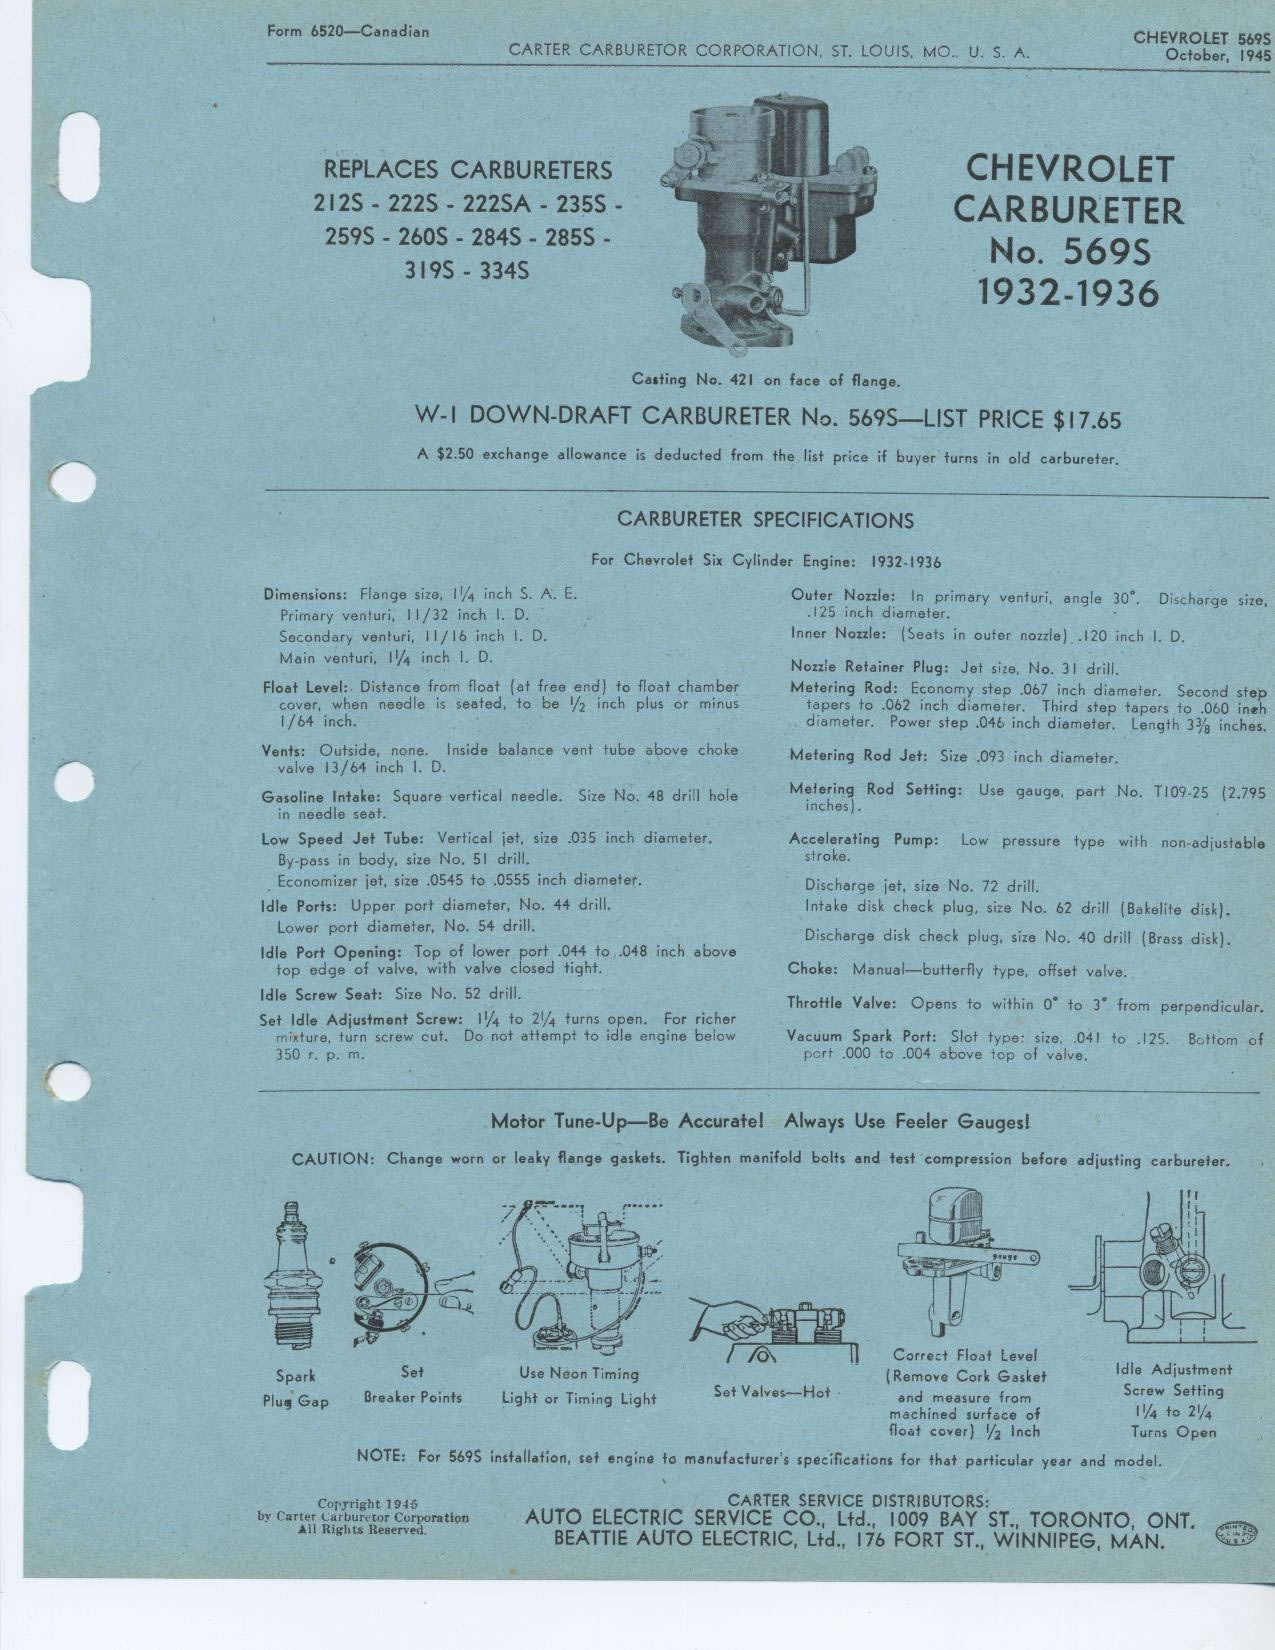 Form 6520—Canadian
CARTER CARBURETOR CORPORATION, ST. LOUIS, MO., U. S. A.
CHEVROLET 569S
October, 1945
REPLACES CARBURETERS
212S - 222S - 222SA - 235S -
259S - 260S - 284S - 285S -
319S - 334S
CHEVROLET
CARBURETER
No. 569S
1932-1936
Casting No. 421 on face of flange.
W-1 DOWN-DRAFT CARBURETER No. 569S—LIST PRICE $17.65
A $2.50 exchange allowance is deducted from the list price if buyer turns in old carbureter.
CARBURETER SPECIFICATIONS
For Chevrolet Six Cylinder Engine: 1932-1936
Dimensions: Flange size, 1¼ inch S. A. E.
Primary venturi, 11/32 inch I. D.
Secondary venturi, 11/16 inch I. D.
Main venturi, 1¼ inch I. D.
Float Level: Distance from float (at free end) to float chamber
cover, when needle is seated, to be ½ inch plus or minus
1/64 inch.
Vents: Outside, none. Inside balance vent tube above choke
valve 13/64 inch I. D.
Gasoline Intake: Square vertical needle. Size No. 48 drill hole
in needle seat.
Low Speed Jet Tube: Vertical jet, size .035 inch diameter.
By-pass in body, size No. 51 drill.
Economizer jet, size .0545 to .0555 inch diameter.
Idle Ports: Upper port diameter, No. 44 drill.
Lower port diameter, No. 54 drill.
Idle Port Opening: Top of lower port .044 to .048 inch above
top edge of valve, with valve closed tight.
Idle Screw Seat: Size No. 52 drill.
Set Idle Adjustment Screw: 1¼ to 2¼ turns open. For richer
mixture, turn screw out. Do not attempt to idle engine below
350 r. p. m.
Outer Nozzle: In primary venturi, angle 30°. Discharge size,
.125 inch diameter.
Inner Nozzle: (Seats in outer nozzle) .120 inch I. D.
Nozzle Retainer Plug: Jet size, No. 31 drill.
Metering Rod: Economy step .067 inch diameter. Second step
tapers to .062 inch diameter. Third step tapers to .060 inch
diameter. Power step .046 inch diameter. Length 3⅜ inches.
Metering Rod Jet: Size .093 inch diameter.
Metering Rod Setting: Use gauge, part No. T109-25 (2.795
inches).
Accelerating Pump: Low pressure type with non-adjustable
stroke.
Discharge jet, size No. 72 drill.
Intake disk check plug, size No. 62 drill (Bakelite disk).
Discharge disk check plug, size No. 40 drill (Brass disk).
Choke: Manual—butterfly type, offset valve.
Throttle Valve: Opens to within 0° to 3° from perpendicular.
Vacuum Spark Port: Slot type: size, .041 to .125. Bottom of
port .000 to .004 above top of valve.
Motor Tune-Up—Be Accurate! Always Use Feeler Gauges!
CAUTION: Change worn or leaky flange gaskets. Tighten manifold bolts and test compression before adjusting carbureter.
gauge
Spark
Plug Gap
Set
Breaker Points
Use Neon Timing
Light or Timing Light
Set Valves—Hot
Correct Float Level
(Remove Cork Gasket
and measure from
machined surface of
float cover) ½ Inch
Idle Adjustment
Screw Setting
1¼ to 2¼
Turns Open
NOTE: For 569S installation, set engine to manufacturer's specifications for that particular year and model.
Copyright 1945
by Carter Carburetor Corporation
All Rights Reserved.
CARTER SERVICE DISTRIBUTORS:
AUTO ELECTRIC SERVICE CO., Ltd., 1009 BAY ST., TORONTO, ONT.
BEATTIE AUTO ELECTRIC, Ltd., 176 FORT ST., WINNIPEG, MAN.
PRINTED
IN
U.S.A.